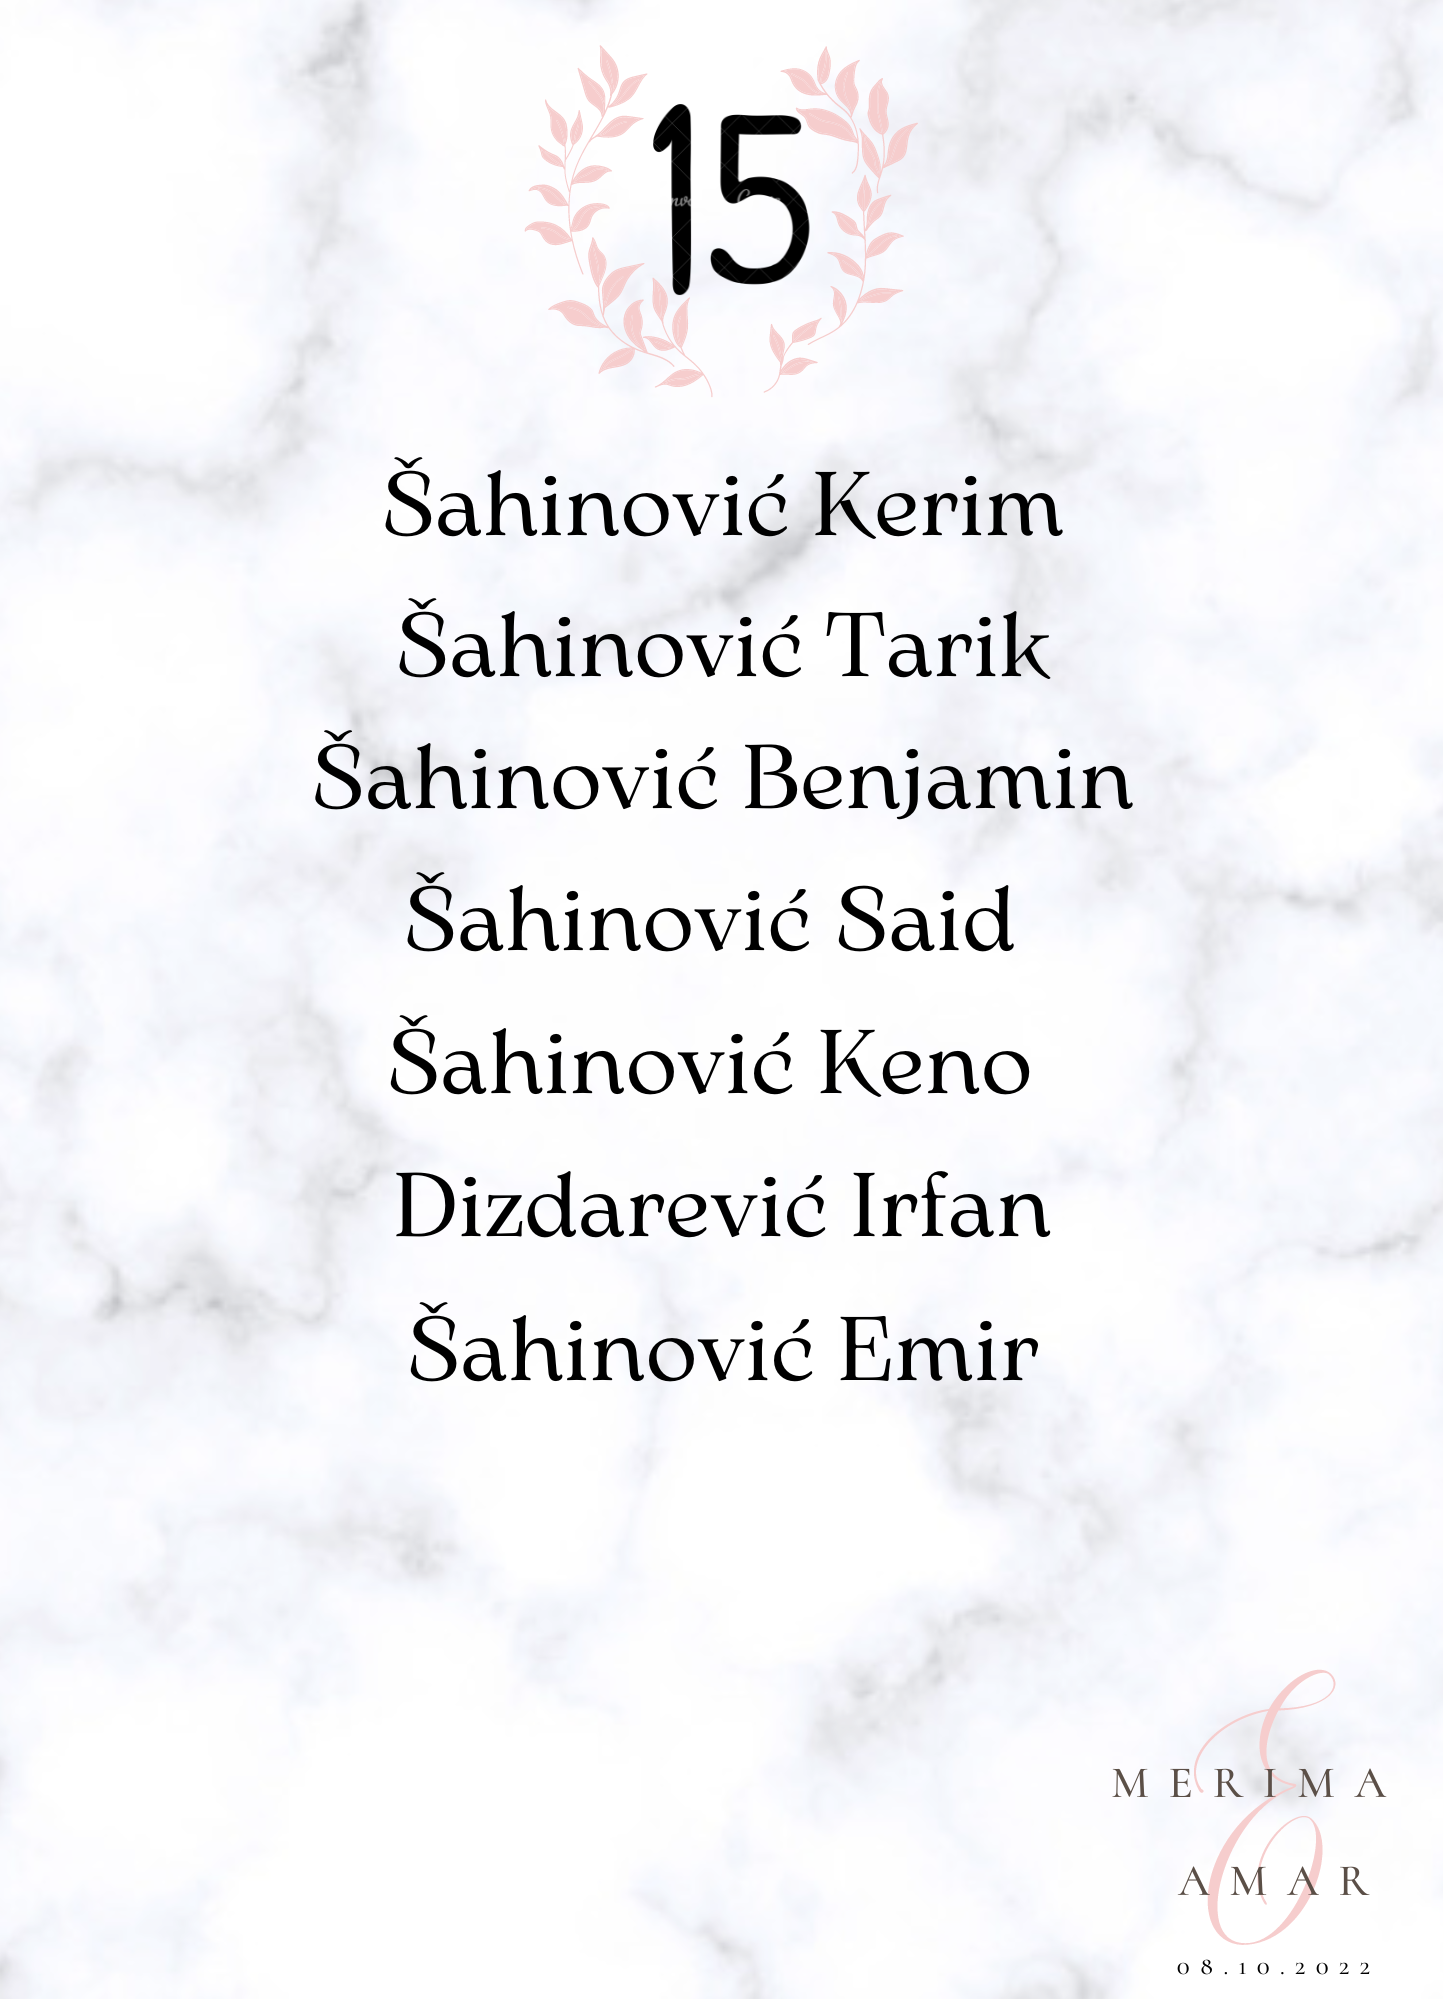 15
Šahinović Kerim
Šahinović Tarik
Šahinović Benjamin
Šahinović Said
Šahinović Keno
Dizdarević Irfan
Šahinović Emir
&
MERIMA
AMAR
08.10.2022